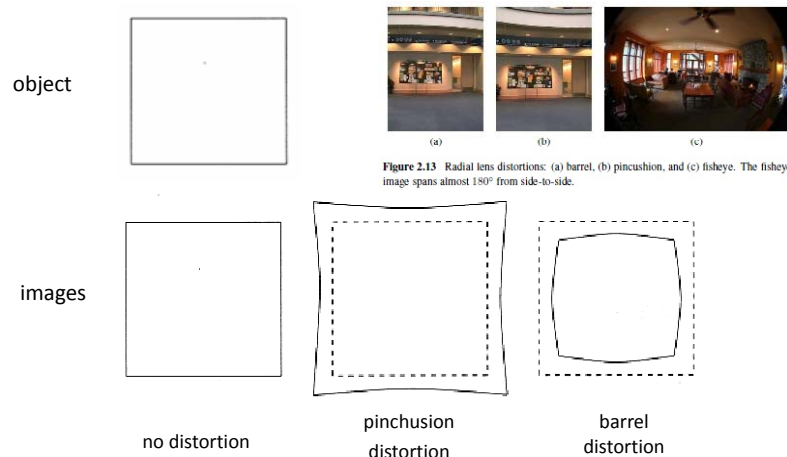 object
(a)
(b)
(c)
Figure 2.13 Radial lens distortions: (a) barrel, (b) pincushion, and (c) fisheye. The fisheye
image spans almost 180° from side-to-side.
images
no distortion
pinchusion
distortion
barrel
distortion